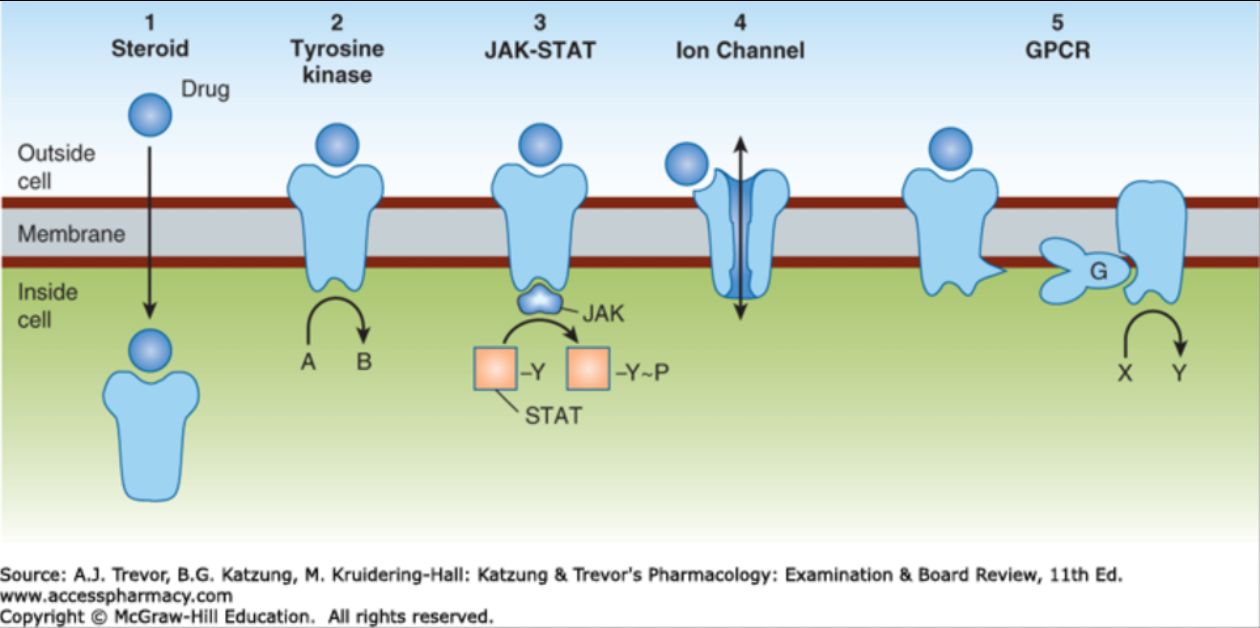 1
Steroid
2
Tyrosine
kinase
3
JAK-STAT
4
Ion Channel
5
GPCR
Drug
Outside
cell
Membrane
Inside
cell
G
JAK
A
B
–Y
–Y~P
STAT
X
Y
Source: A.J. Trevor, B.G. Katzung, M. Kruidering-Hall: Katzung & Trevor's Pharmacology: Examination & Board Review, 11th Ed.
www.accesspharmacy.com
Copyright © McGraw-Hill Education. All rights reserved.